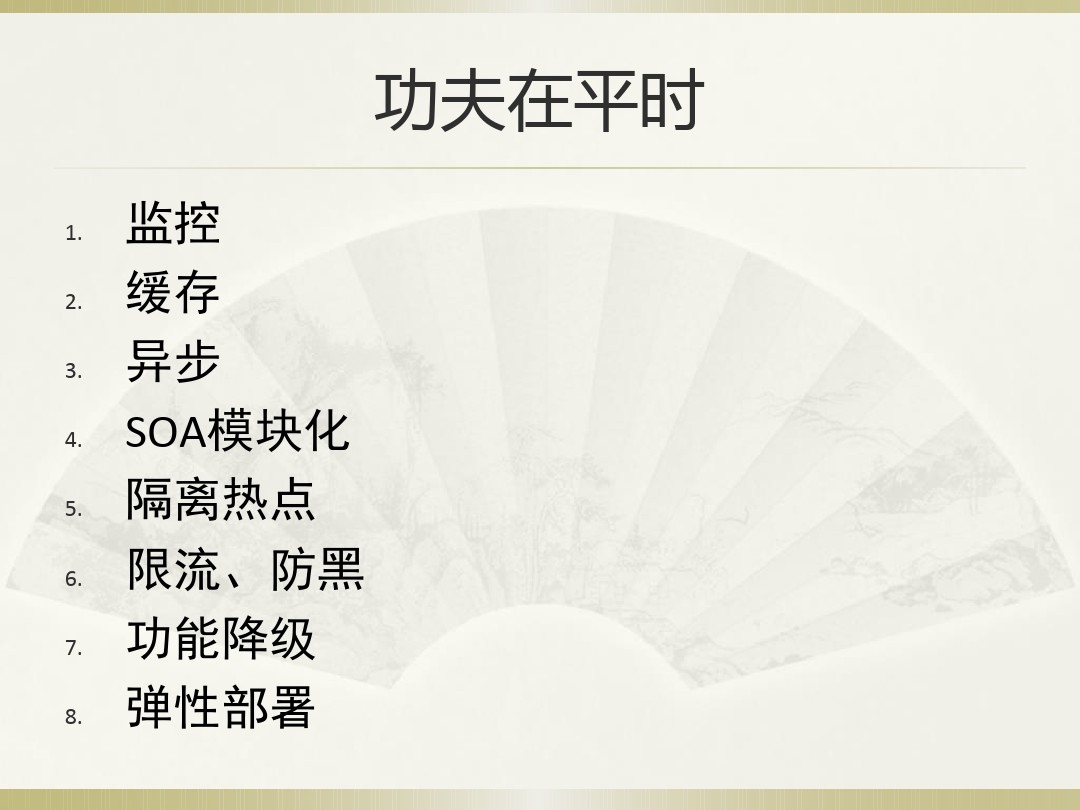 功夫在平时
1. 监控
2. 缓存
3. 异步
4. SOA模块化
5. 隔离热点
6. 限流、防黑
7. 功能降级
8. 弹性部署